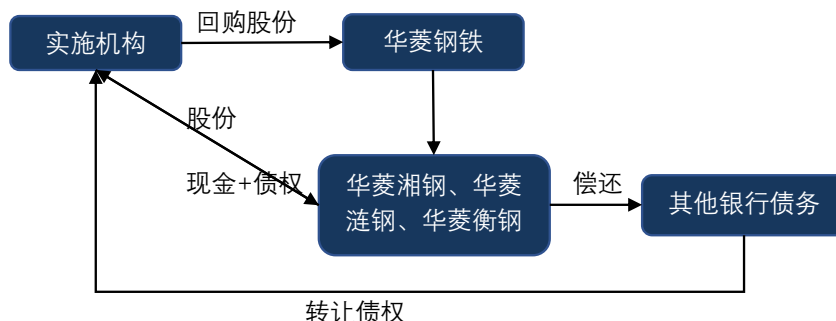 回购股份
实施机构
华菱钢铁
股份
现金+债权
华菱湘钢、华菱
涟钢、华菱衡钢
偿还
其他银行债务
转让债权